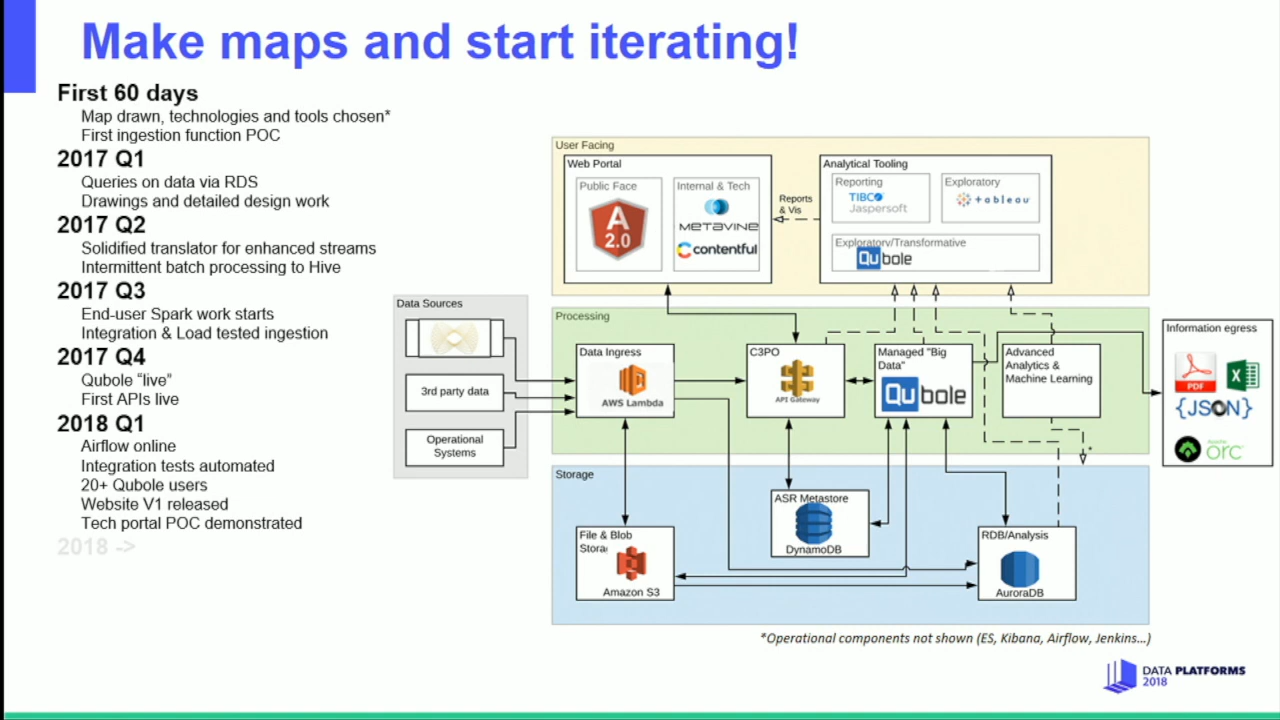 Make maps and start iterating!
First 60 days
Map drawn, technologies and tools chosen*
First ingestion function POC
2017 Q1
Queries on data via RDS
Drawings and detailed design work
2017 Q2
Solidified translator for enhanced streams
Intermittent batch processing to Hive
2017 Q3
End-user Spark work starts
Integration & Load tested ingestion
2017 Q4
Qubole “live”
First APIs live
2018 Q1
Airflow online
Integration tests automated
20+ Qubole users
Website V1 released
Tech portal POC demonstrated
2018 ->
Data Sources
3rd party data
Operational
Systems
User Facing
Web Portal
Public Face
A
2.0
Internal & Tech
METAVINE
contentful
Reports
& Vis
Analytical Tooling
Reporting
TIBCO
Jaspersoft
Exploratory
+ableau
Exploratory/Transformative
Qubole
Processing
Data Ingress
AWS Lambda
C3PO
API Gateway
Managed "Big
Data"
Qubole
Advanced
Analytics &
Machine Learning
*
Information egress
PDF
X
{JSON}
APACHE
orc
Storage
File & Blob
Stora
Amazon S3
ASR Metastore
DynamoDB
RDB/Analysis
AuroraDB
*Operational components not shown (ES, Kibana, Airflow, Jenkins...)
DATA PLATFORMS
2018